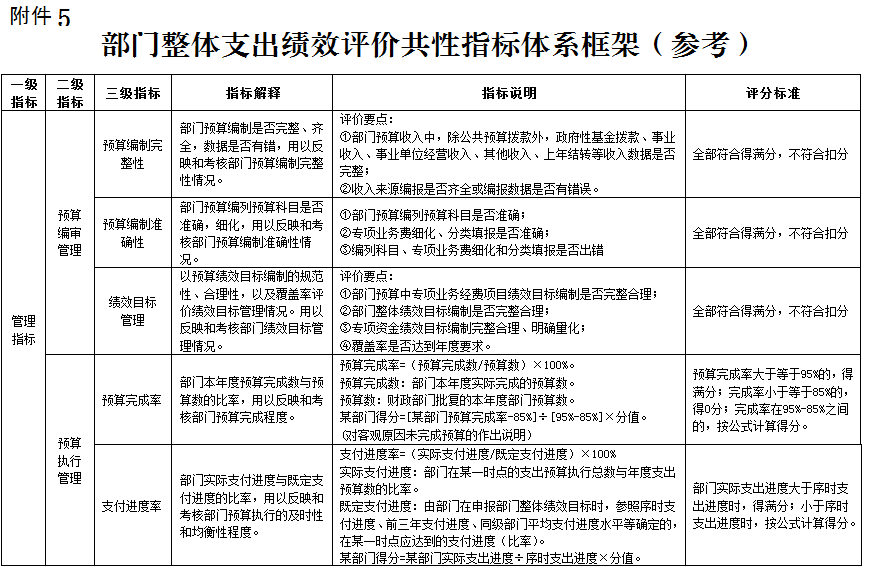 附件 5
部门整体支出绩效评价共性指标体系框架（参考）
一级
指标
二级
指标
三级指标
指标解释
指标说明
评分标准
管理
指标
预算
编审
管理
预算编制完
整性
部门预算编制是否完整、齐
全，数据是否有错，用以反
映和考核部门预算编制完整
性情况。
评价要点：
①部门预算收入中，除公共预算拨款外，政府性基金拨款、事业
收入、事业单位经营收入、其他收入、上年结转等收入数据是否
完整；
②收入来源编报是否齐全或编报数据是否有错误。
全部符合得满分，不符合扣分
预算编制准
确性
部门预算编列预算科目是否
准确，细化，用以反映和考
核部门预算编制准确性情
况。
①部门预算编列预算科目是否准确；
②专项业务费细化、分类填报是否准确；
③编列科目、专项业务费细化和分类填报是否出错
全部符合得满分，不符合扣分
绩效目标
管理
以预算绩效目标编制的规范
性、合理性，以及覆盖率评
价绩效目标管理情况。用以
反映和考核部门绩效目标管
理情况。
评价要点：
①部门预算中专项业务经费项目绩效目标编制是否完整合理；
②部门整体绩效目标编制是否完整合理；
③专项资金绩效目标编制完整合理、明确量化；
④覆盖率是否达到年度要求。
全部符合得满分，不符合扣分
预算
执行
管理
预算完成率
部门本年度预算完成数与预
算数的比率，用以反映和考
核部门预算完成程度。
预算完成率=（预算完成数/预算数）×100%。
预算完成数：部门本年度实际完成的预算数。
预算数：财政部门批复的本年度部门预算数。
某部门得分=[某部门预算完成率-85%]÷[95%-85%]×分值。
（对客观原因未完成预算的作出说明）
预算完成率大于等于95%的，得
满分；完成率小于等于85%的，
得0分；完成率在95%-85%之间
的，按公式计算得分。
支付进度率
部门实际支付进度与既定支
付进度的比率，用以反映和
考核部门预算执行的及时性
和均衡性程度。
支付进度率=（实际支付进度/既定支付进度）×100%
实际支付进度：部门在某一时点的支出预算执行总数与年度支出
预算数的比率。
既定支付进度：由部门在申报部门整体绩效目标时，参照序时支
付进度、前三年支付进度、同级部门平均支付进度水平等确定的，
在某一时点应达到的支付进度（比率）。
某部门得分=某部门实际支出进度÷序时支出进度×分值。
部门实际支出进度大于序时支
出进度时，得满分；小于序时
支出进度时，按公式计算得分。